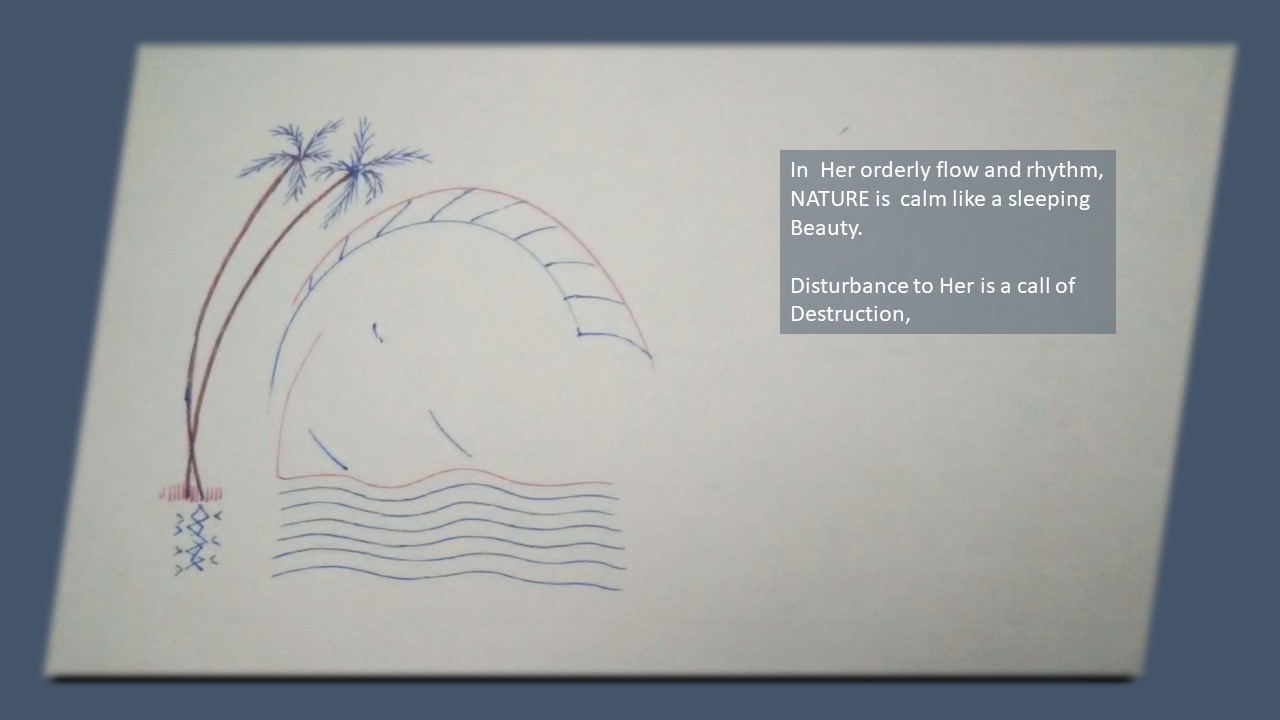 In  Her orderly flow and rhythm,
NATURE is  calm like a sleeping
Beauty.
Disturbance to Her is a call of
Destruction,